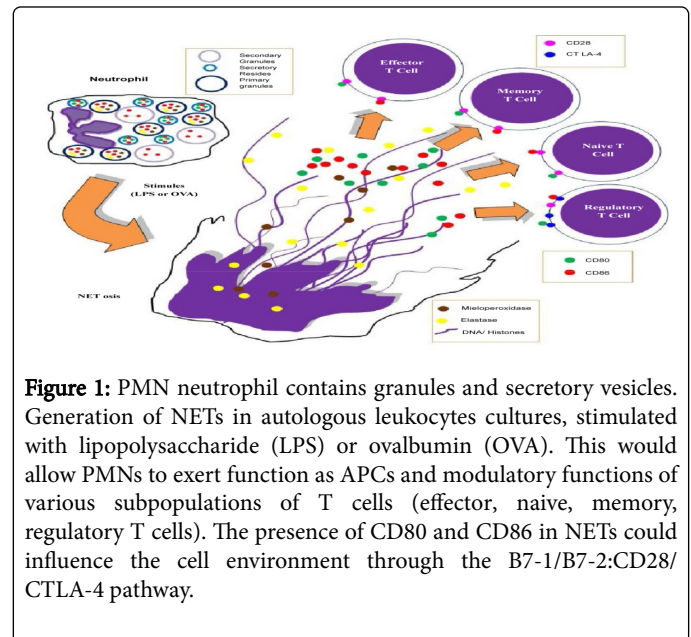 Neutrophil
Secondary
Granules
Secretory
Resides
Primary
granules
Effector
T Cell
CD28
CT LA-4
Memory
T Cell
Naive T
Cell
Regulatory
T Cell
Stimules
(LPS or OVA)
NET osis
CD80
CD86
Mieloperoxidase
Elastase
DNA/ Histones
Figure 1: PMN neutrophil contains granules and secretory vesicles.
Generation of NETs in autologous leukocytes cultures, stimulated
with lipopolysaccharide (LPS) or ovalbumin (OVA). This would
allow PMNs to exert function as APCs and modulatory functions of
various subpopulations of T cells (effector, naive, memory,
regulatory T cells). The presence of CD80 and CD86 in NETs could
influence the cell environment through the B7-1/B7-2:CD28/
CTLA-4 pathway.